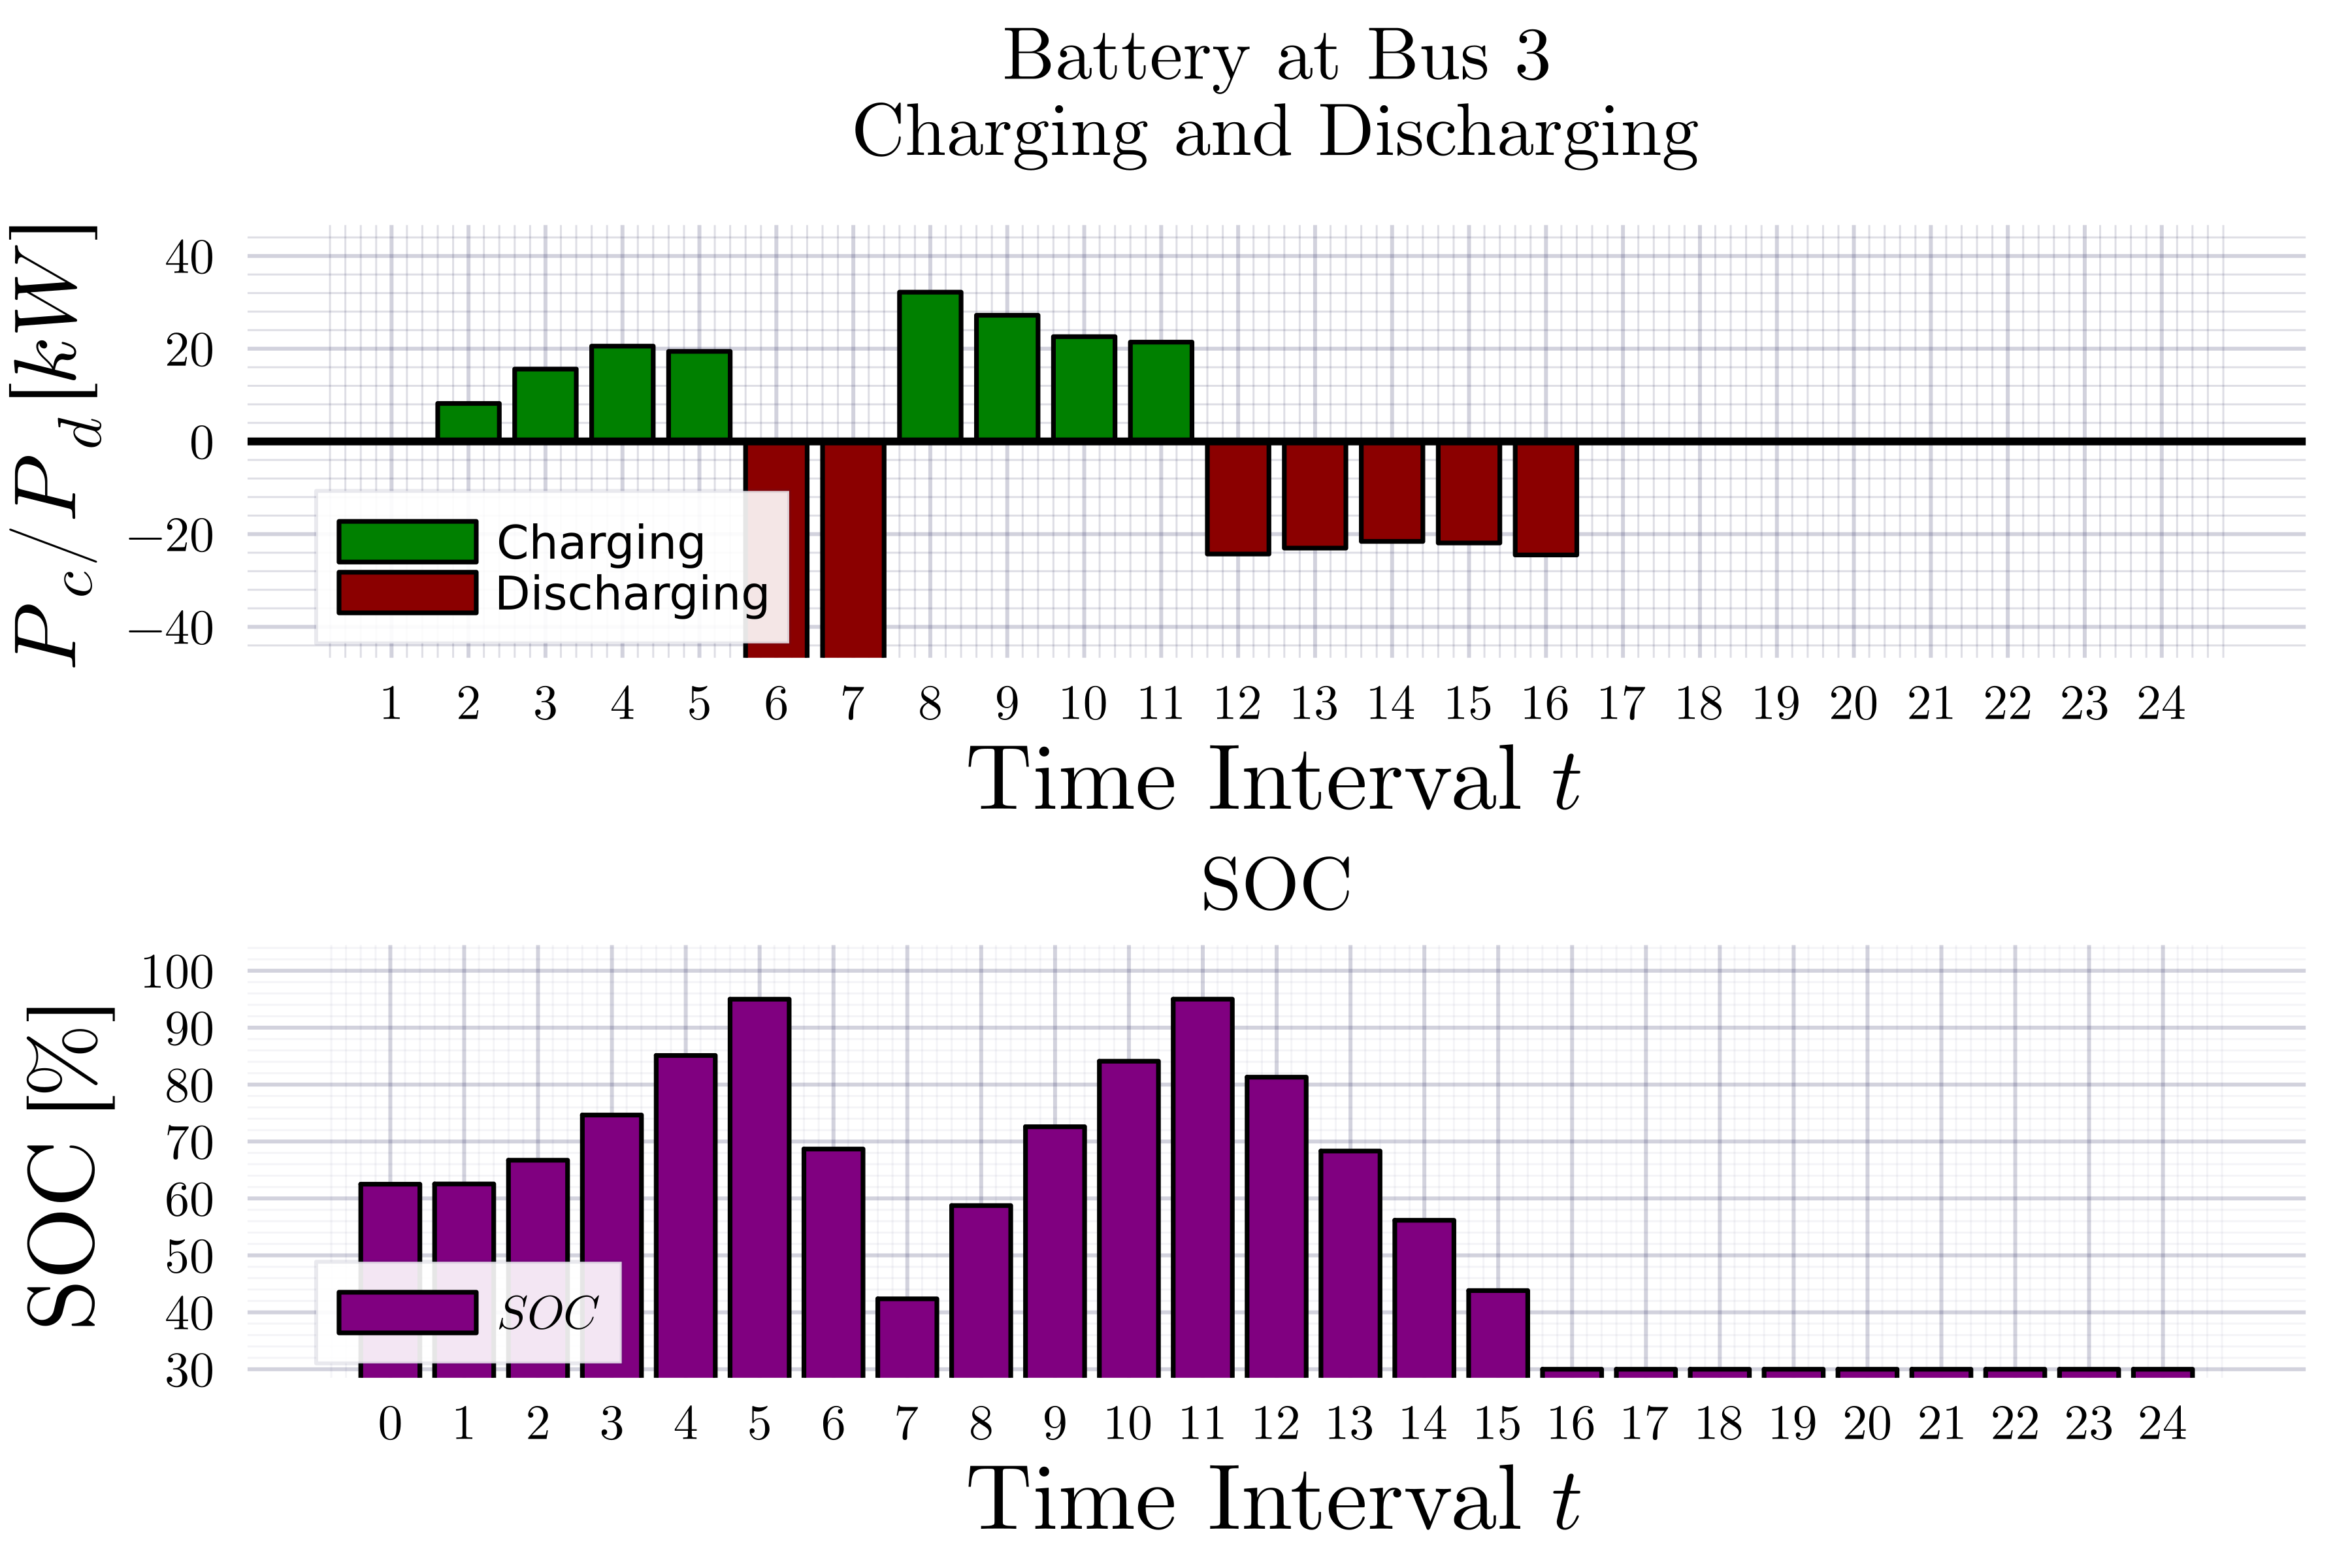 Battery at Bus 3
Charging and Discharging
P_c/P_d [kW]
40
20
0
−20
−40
Charging
Discharging
1 2 3 4 5 6 7 8 9 10 11 12 13 14 15 16 17 18 19 20 21 22 23 24
Time Interval t
SOC
SOC [%]
100
90
80
70
60
50
40
30
SOC
0 1 2 3 4 5 6 7 8 9 10 11 12 13 14 15 16 17 18 19 20 21 22 23 24
Time Interval t